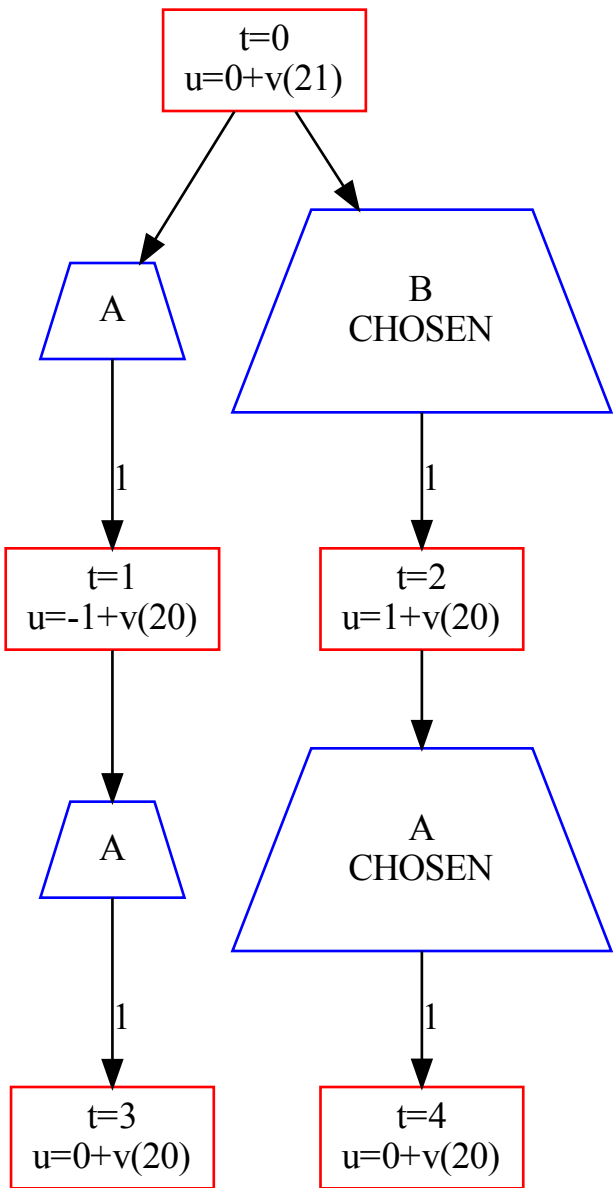 t=0
u=0+v(21)
A
B
CHOSEN
1
1
t=1
u=-1+v(20)
t=2
u=1+v(20)
A
A
CHOSEN
1
1
t=3
u=0+v(20)
t=4
u=0+v(20)